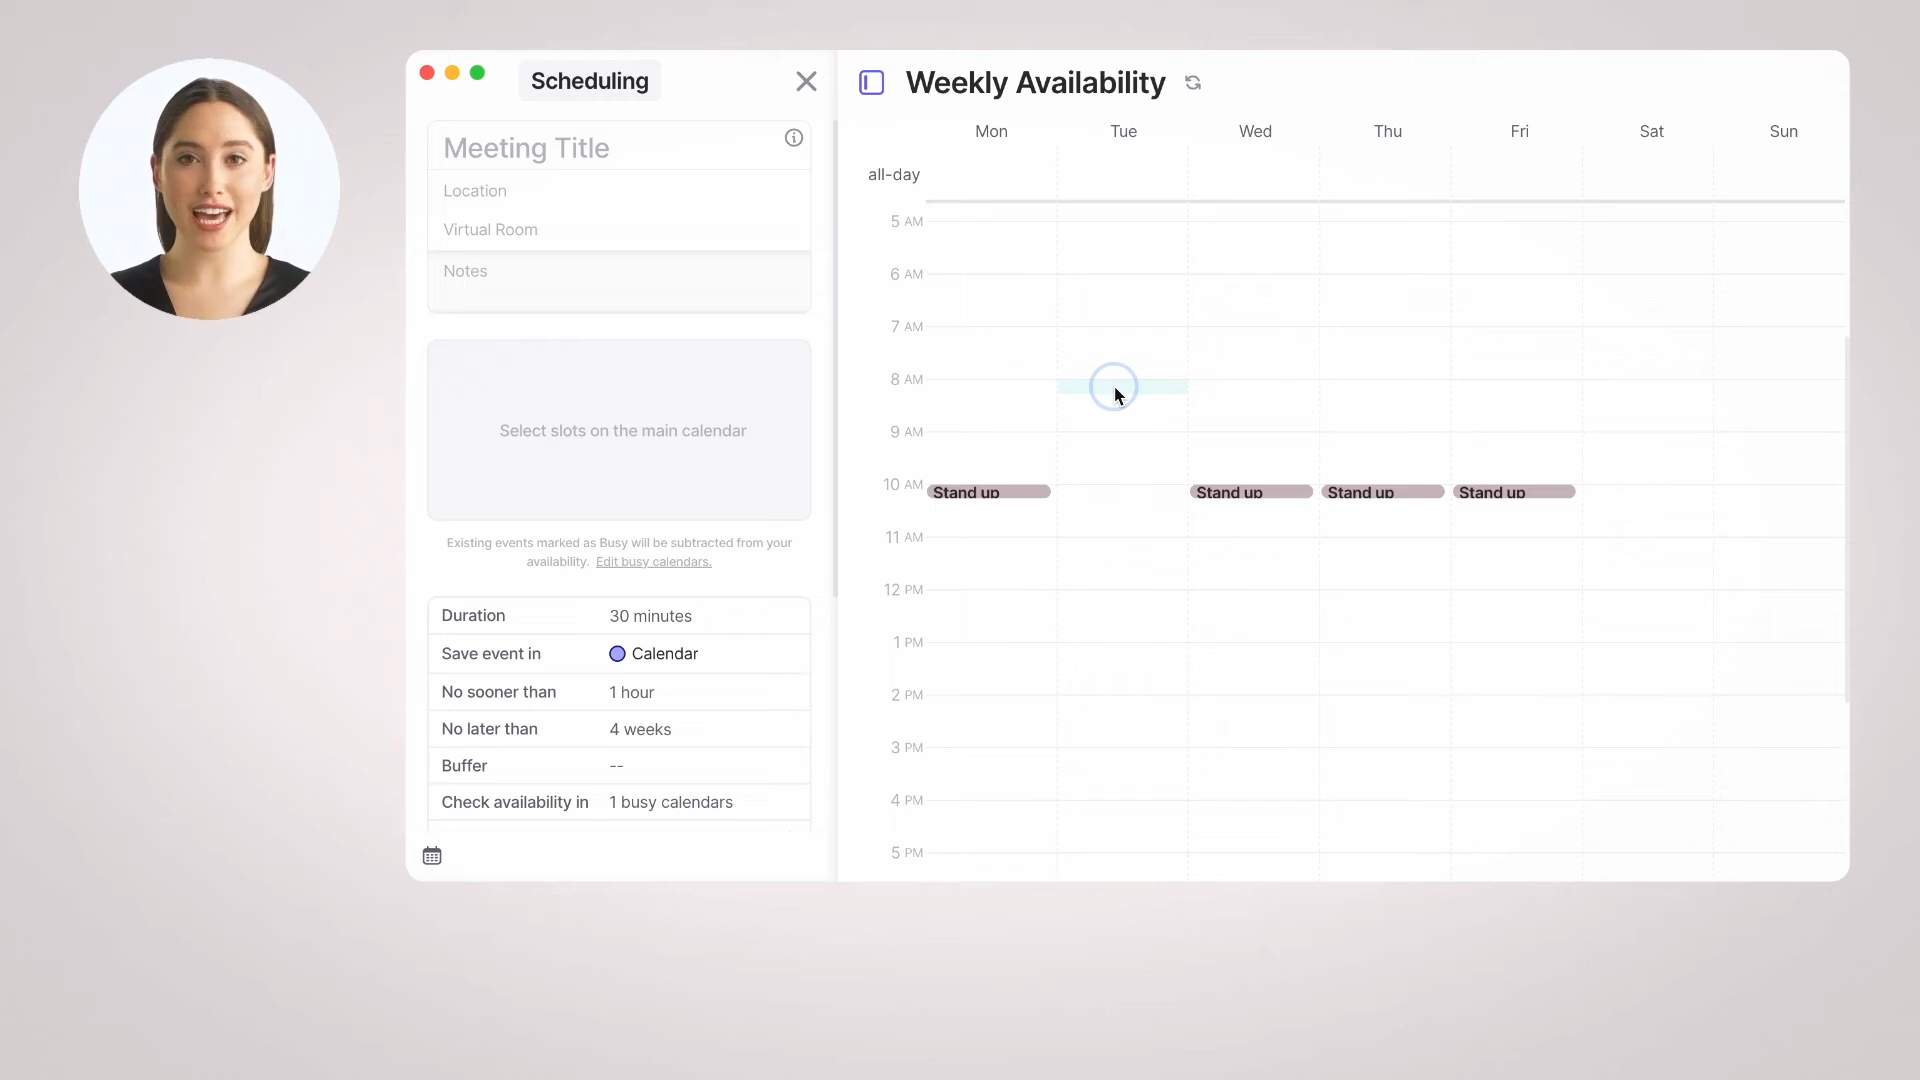 Scheduling
Meeting Title
Location
Virtual Room
Notes
Select slots on the main calendar
Existing events marked as Busy will be subtracted from your
availability. Edit busy calendars.
Duration 30 minutes
Save event in Calendar
No sooner than 1 hour
No later than 4 weeks
Buffer --
Check availability in 1 busy calendars
Weekly Availability
Mon Tue Wed Thu Fri Sat Sun
all-day
5 AM
6 AM
7 AM
8 AM
9 AM
10 AM Stand up Stand up Stand up Stand up
11 AM
12 PM
1 PM
2 PM
3 PM
4 PM
5 PM